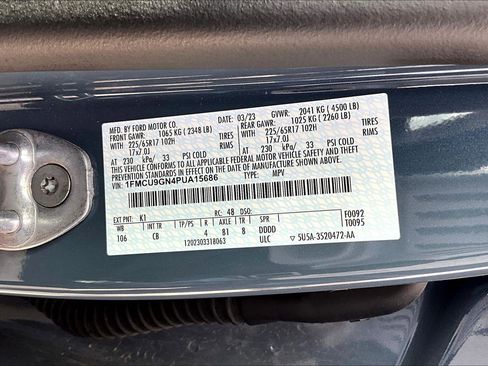 MFD. BY FORD MOTOR CO.
DATE: 03/23 GVWR: 2041 KG ( 4500 LB)
FRONT GAWR: 1065 KG ( 2348 LB) REAR GAWR: 1025 KG ( 2260 LB)
WITH 225/65R17 102H TIRES WITH 225/65R17 102H TIRES
17x7.0J RIMS 17x7.0J RIMS
AT 230 kPa/ 33 PSI COLD AT 230 kPa/ 33 PSI COLD
THIS VEHICLE CONFORMS TO ALL APPLICABLE FEDERAL MOTOR VEHICLE SAFETY AND BUMPER AND THEFT
PREVENTION STANDARDS IN EFFECT ON THE DATE OF MANUFACTURE SHOWN ABOVE.
VIN: 1FMCU9GN4PUA15686
TYPE: MPV
EXT PNT: K1 RC: 48 DSO: F0092
WB BRK INT TR TP/PS R AXLE TR SPRR T0095
106 CB 4 81 8 DDDD
1202303318063 ULC 5U5A-3520472-AA